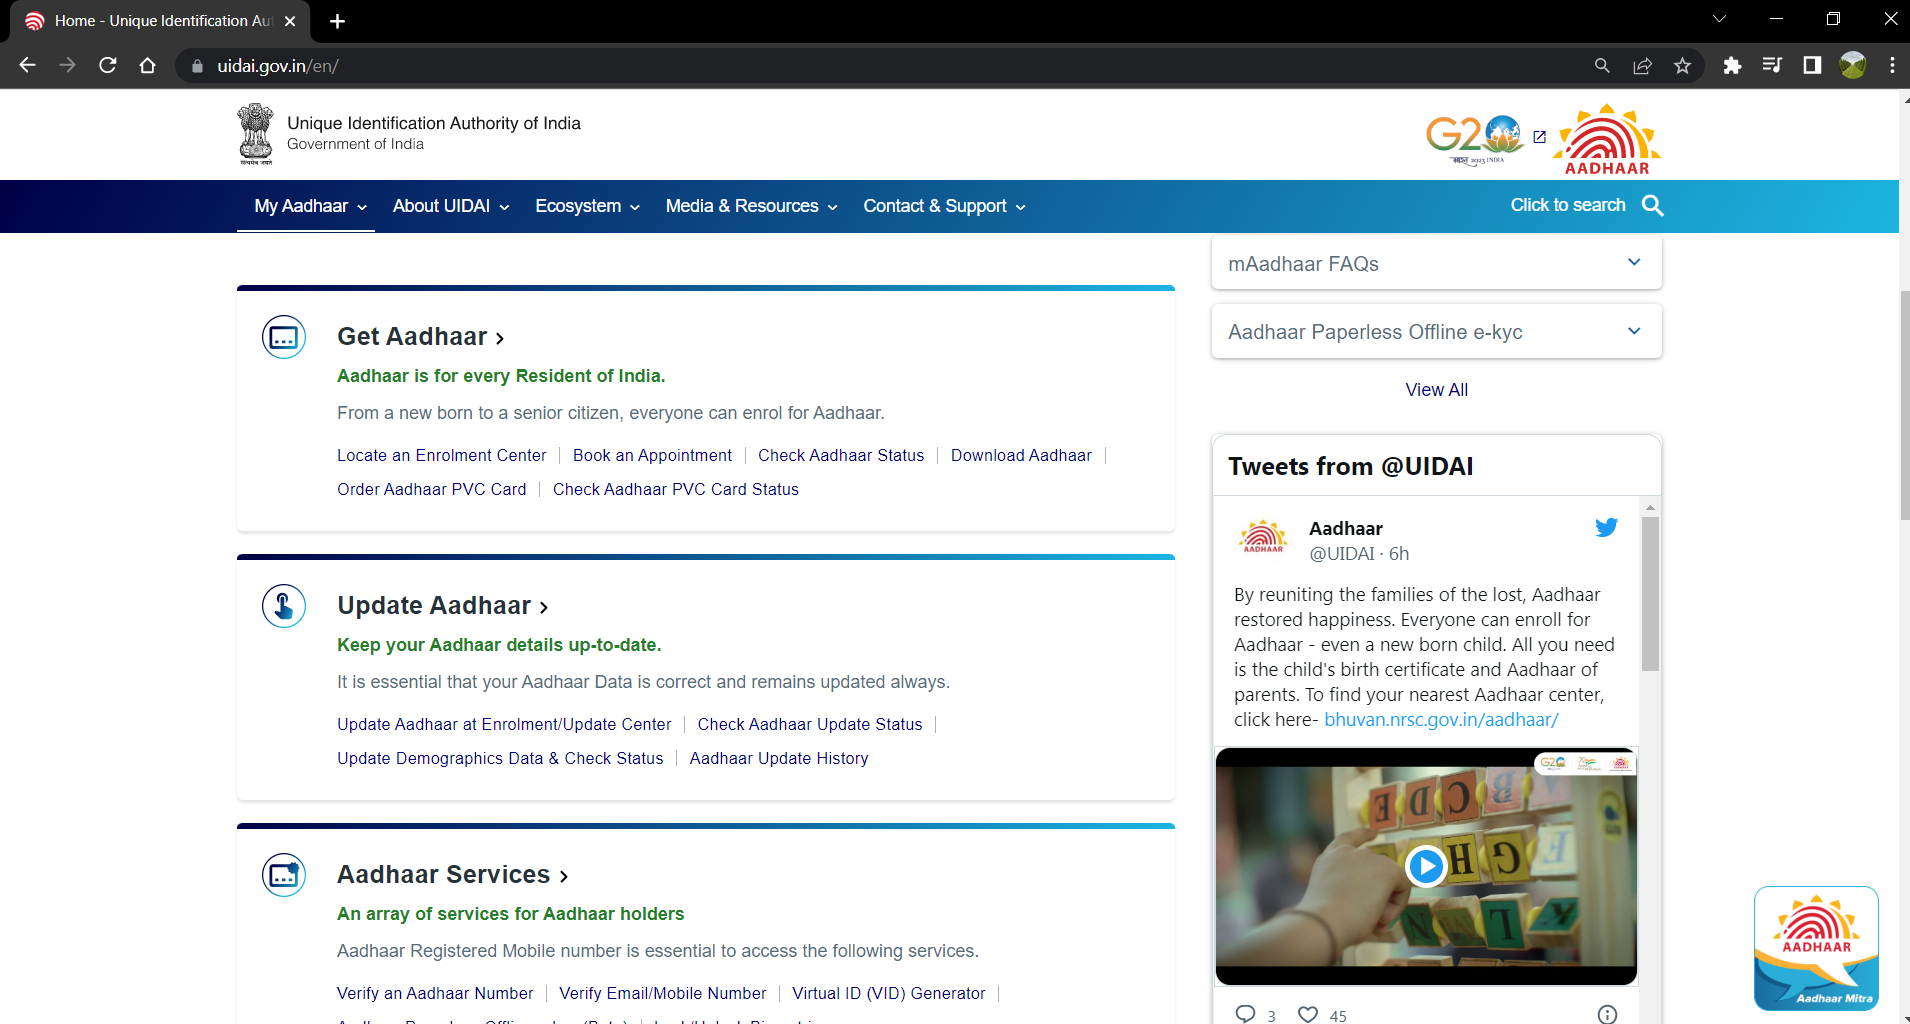 Home - Unique Identification Au
uidai.gov.in/en/
Unique Identification Authority of India
Government of India
G20
2023 INDIA
AADHAAR
My Aadhaar
About UIDAI
Ecosystem
Media & Resources
Contact & Support
Click to search
Get Aadhaar
Aadhaar is for every Resident of India.
From a new born to a senior citizen, everyone can enrol for Aadhaar.
Locate an Enrolment Center
Book an Appointment
Check Aadhaar Status
Download Aadhaar
Order Aadhaar PVC Card
Check Aadhaar PVC Card Status
Update Aadhaar
Keep your Aadhaar details up-to-date.
It is essential that your Aadhaar Data is correct and remains updated always.
Update Aadhaar at Enrolment/Update Center
Check Aadhaar Update Status
Update Demographics Data & Check Status
Aadhaar Update History
Aadhaar Services
An array of services for Aadhaar holders
Aadhaar Registered Mobile number is essential to access the following services.
Verify an Aadhaar Number
Verify Email/Mobile Number
Virtual ID (VID) Generator
mAadhaar FAQs
Aadhaar Paperless Offline e-kyc
View All
Tweets from @UIDAI
AADHAAR
Aadhaar
@UIDAI · 6h
By reuniting the families of the lost, Aadhaar
restored happiness. Everyone can enroll for
Aadhaar - even a new born child. All you need
is the child's birth certificate and Aadhaar of
parents. To find your nearest Aadhaar center,
click here- bhuvan.nrsc.gov.in/aadhaar/
G20
3
45
AADHAAR
Aadhaar Mitra